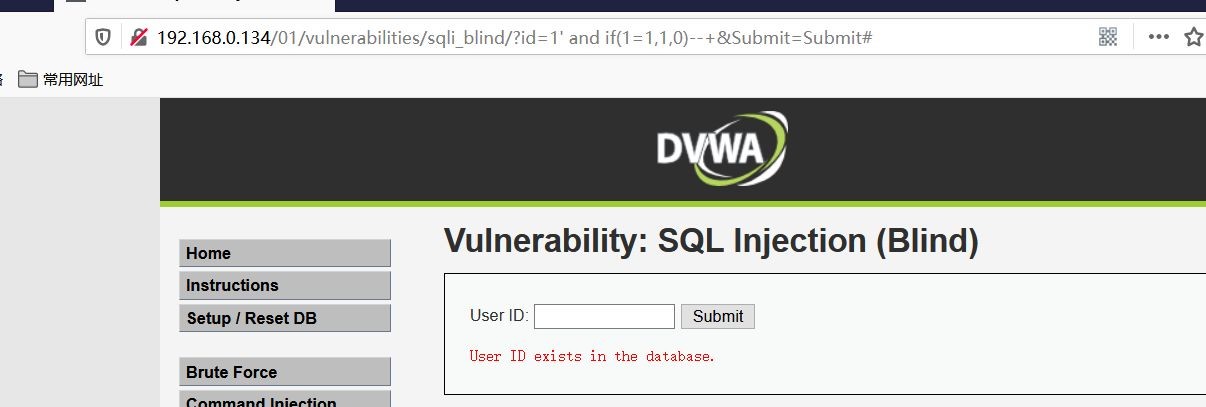 192.168.0.134/01/vulnerabilities/sqli_blind/?id=1' and if(1=1,1,0)--+&Submit=Submit#
常用网址
DVWA
Vulnerability: SQL Injection (Blind)
Home
Instructions
Setup / Reset DB
User ID:
Submit
User ID exists in the database.
Brute Force
Command Injection